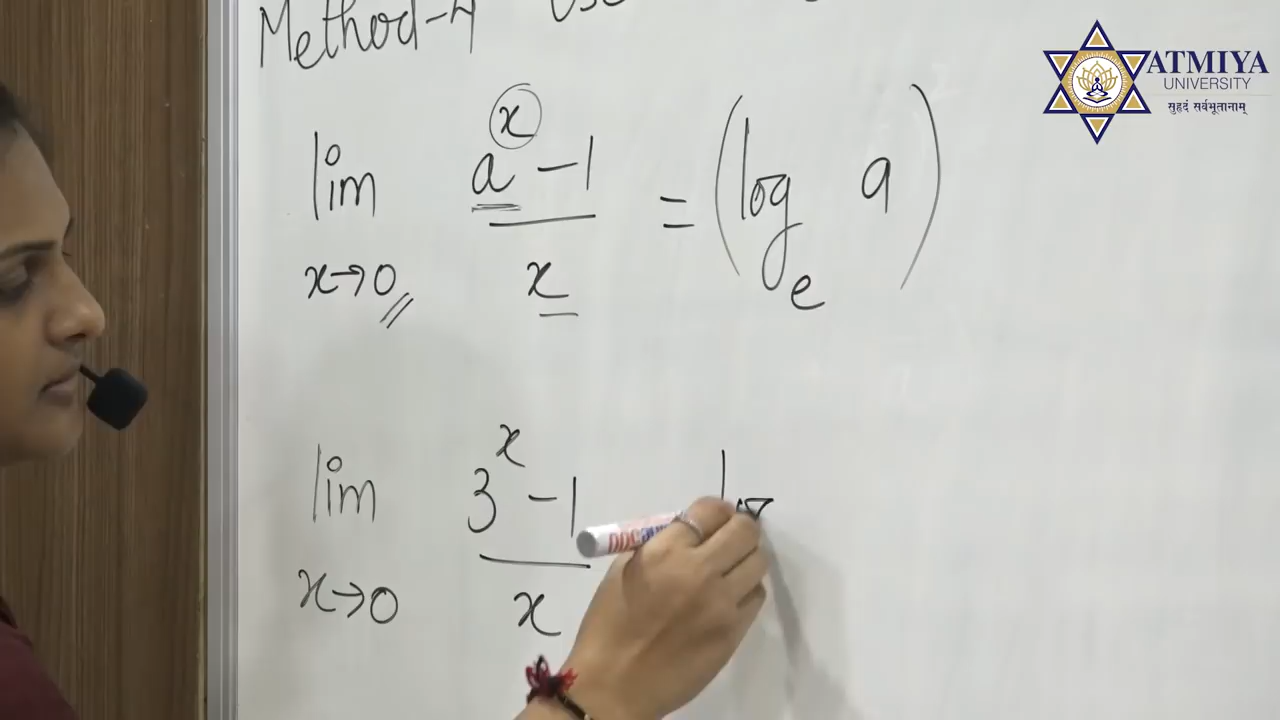 Method-4
ATMIYA
UNIVERSITY
सुहृदं सर्वभूतानाम्
lim a^x - 1 = (log_e a)
x→0 x
lim 3^x - 1
x→0 x